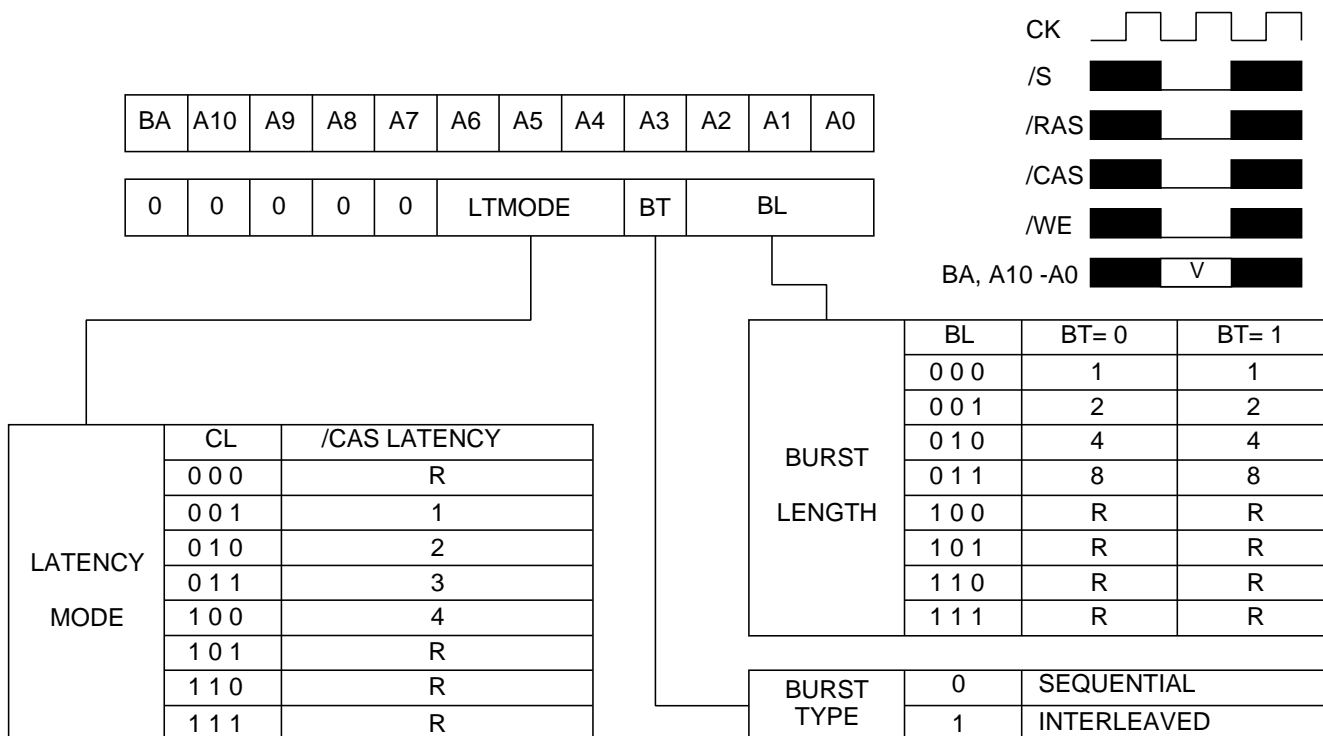 CK
/S
/RAS
/CAS
/WE
BA, A10 -A0 V
BA A10 A9 A8 A7 A6 A5 A4 A3 A2 A1 A0
0 0 0 0 0 LTMODE BT BL
BURST
LENGTH
BL BT= 0 BT= 1
0 0 0 1 1
0 0 1 2 2
0 1 0 4 4
0 1 1 8 8
1 0 0 R R
1 0 1 R R
1 1 0 R R
1 1 1 R R
LATENCY
MODE
CL /CAS LATENCY
0 0 0 R
0 0 1 1
0 1 0 2
0 1 1 3
1 0 0 4
1 0 1 R
1 1 0 R
1 1 1 R
BURST
TYPE
0 SEQUENTIAL
1 INTERLEAVED